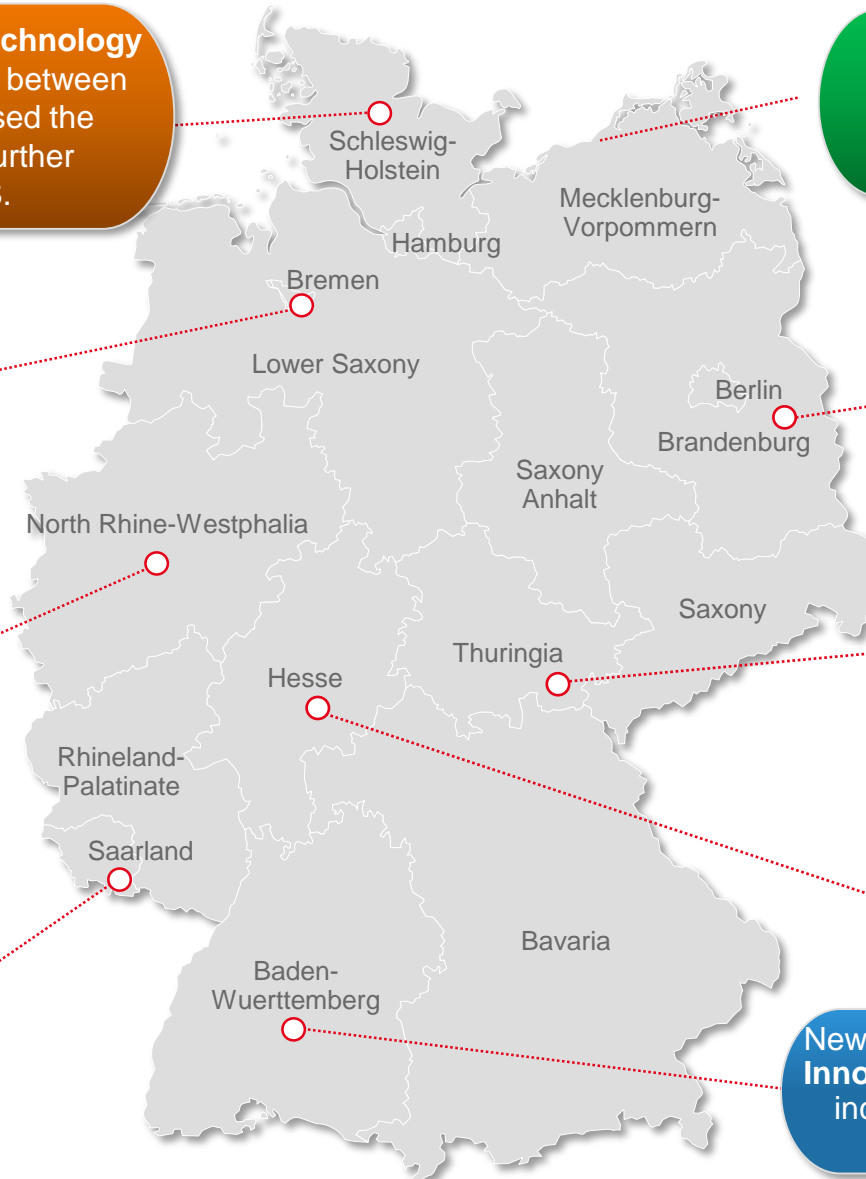 chnology
between
sed the
urther
Schleswig-
Holstein
Mecklenburg-
Vorpommern
Hamburg
Bremen
Lower Saxony
Berlin
Brandenburg
Saxony
Anhalt
North Rhine-Westphalia
Saxony
Thuringia
Hesse
Rhineland-
Palatinate
Saarland
Bavaria
Baden-
Wuerttemberg
New
Inno
inc